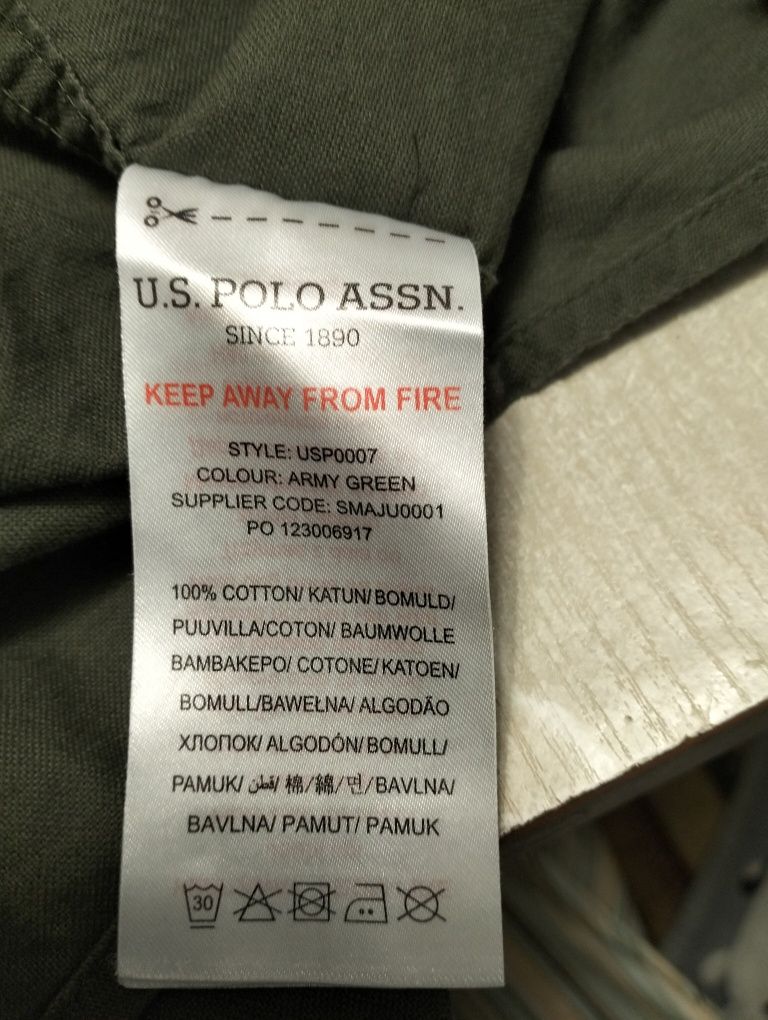 U.S. POLO ASSN.
SINCE 1890
KEEP AWAY FROM FIRE
STYLE: USP0007
COLOUR: ARMY GREEN
SUPPLIER CODE: SMAJU0001
PO 123006917
100% COTTON/ KATUN/ BOMULD/
PUUVILLA/COTON/ BAUMWOLLE
BAMBAKEPO/ COTONE/ KATOEN/
BOMULL/BAWEŁNA/ ALGODÃO
ХЛОПОК/ ALGODÓN/ BOMULL/
PAMUK/ قطن/ 棉/綿/면/BAVLNA/
BAVLNA/ PAMUT/ PAMUK
30